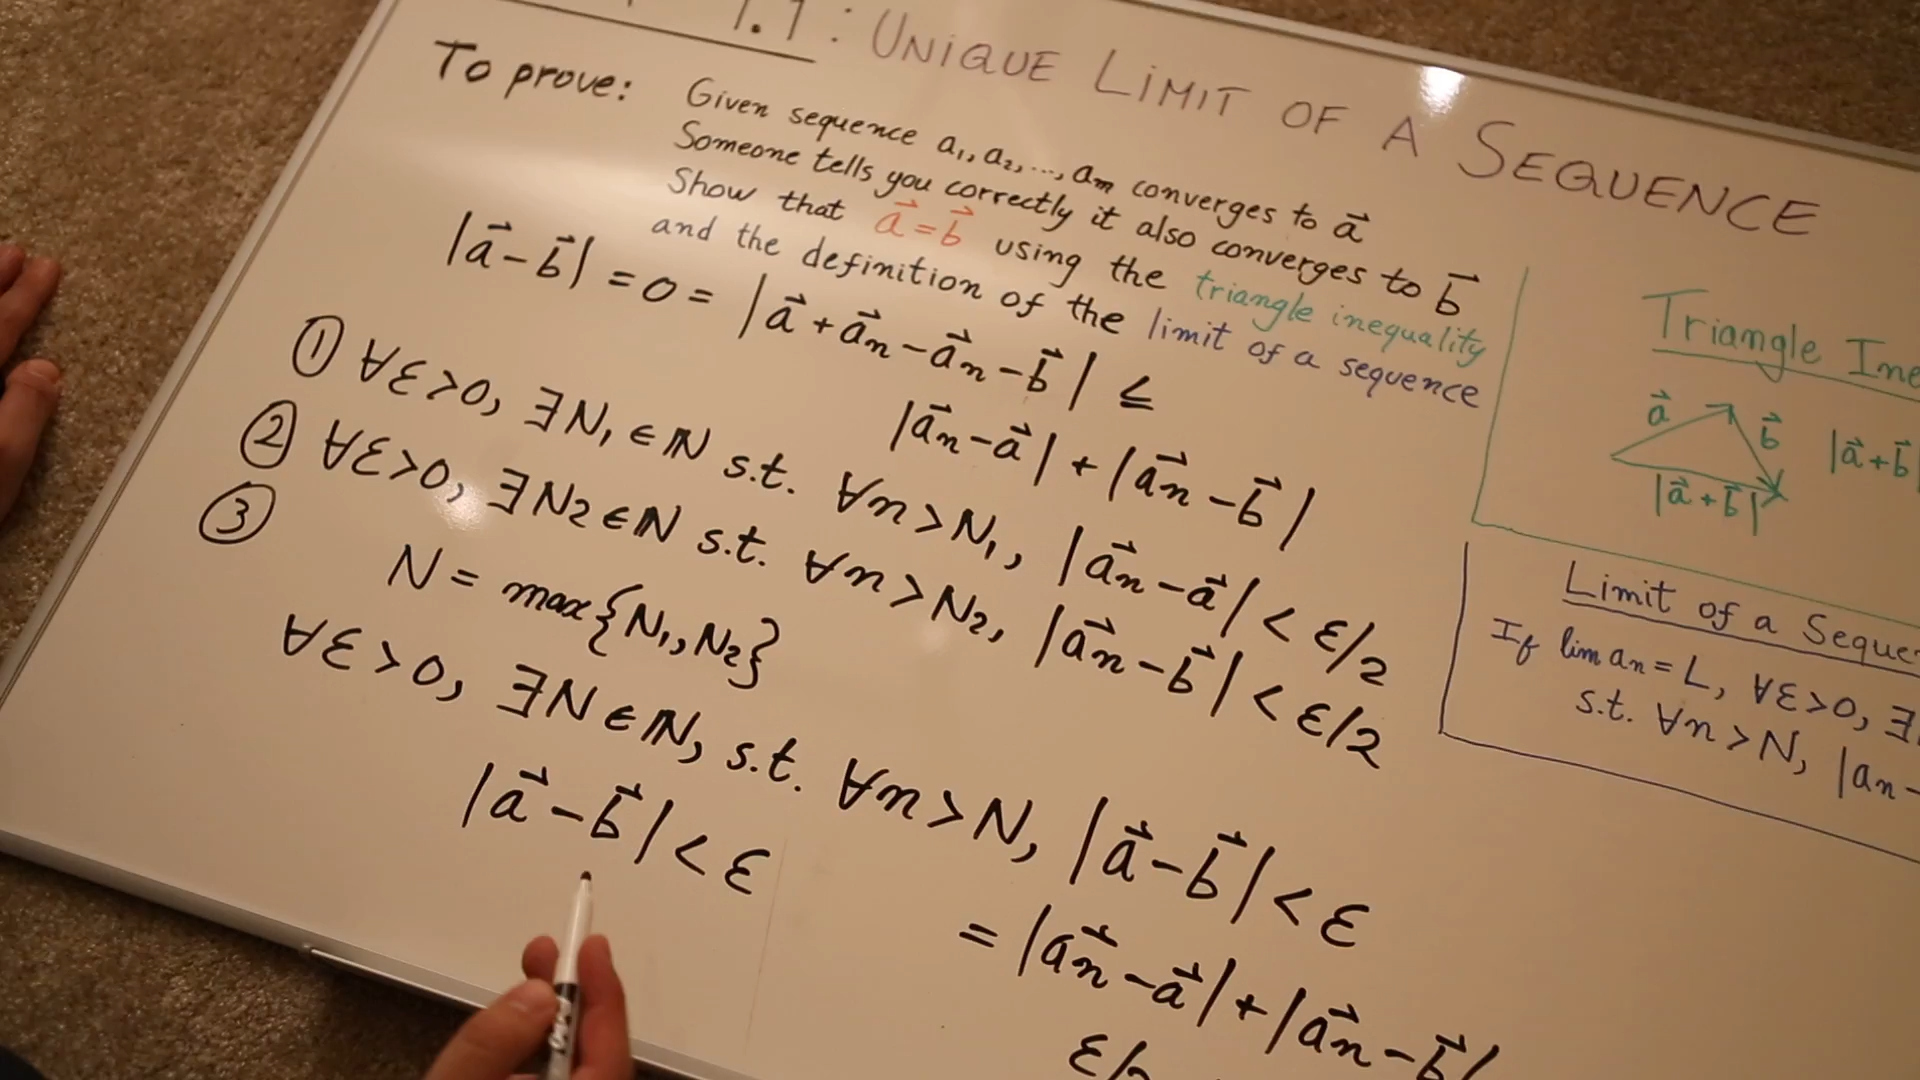 1.1: UNIQUE LIMIT OF A SEQUENCE
To prove: Given sequence a₁, a₂, ..., aₘ converges to a⃗
Someone tells you correctly it also converges to b⃗
Show that a⃗ = b⃗ using the triangle inequality
and the definition of the limit of a sequence
|a⃗ - b⃗| = 0 = |a⃗ + a⃗ₙ - a⃗ₙ - b⃗| ≤
|a⃗ₙ - a⃗| + |a⃗ₙ - b⃗|
① ∀ε>0, ∃N₁ ∈ ℕ s.t. ∀n > N₁, |a⃗ₙ - a⃗| < ε/2
② ∀ε>0, ∃N₂ ∈ ℕ s.t. ∀n > N₂, |a⃗ₙ - b⃗| < ε/2
③
N = max{N₁, N₂}
∀ε > 0, ∃N ∈ ℕ, s.t. ∀n > N, |a⃗ - b⃗| < ε
|a⃗ - b⃗| < ε
= |a⃗ₙ - a⃗| + |a⃗ₙ - b⃗|
Triangle Ine
a⃗
b⃗
|a⃗ + b⃗|
|a⃗ + b⃗|
Limit of a Seque
If lim aₙ = L, ∀ε>0, ∃
s.t. ∀n > N, |aₙ -